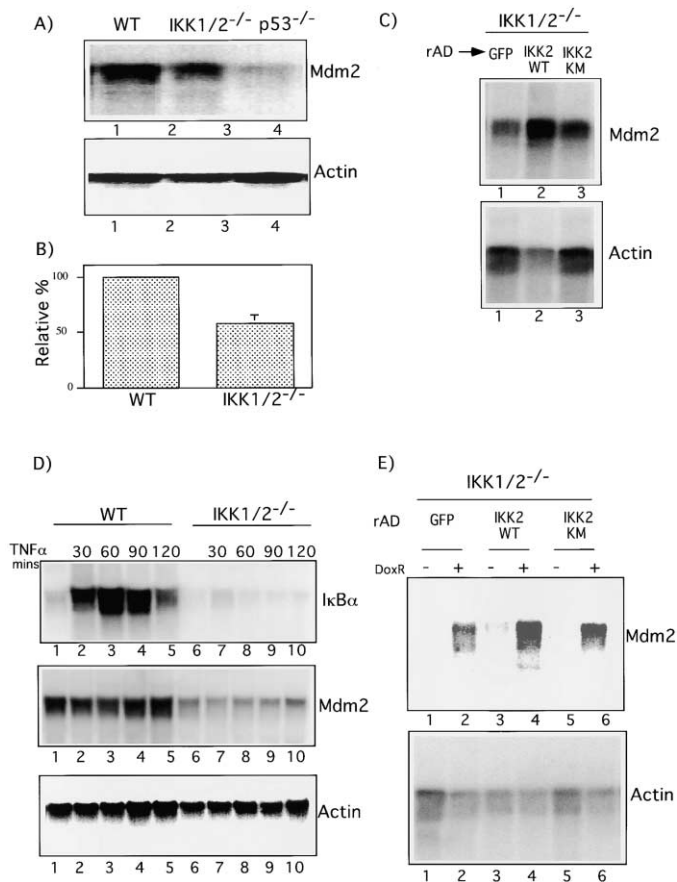 A)
WT IKK1/2-/- p53-/-
Mdm2
1 2 3 4
Actin
1 2 3 4
B)
Relative %
100
50
0
WT IKK1/2-/-
C)
IKK1/2-/-
rAD → GFP IKK2 WT IKK2 KM
Mdm2
1 2 3
Actin
1 2 3
D)
WT IKK1/2-/-
TNFα mins 30 60 90 120 30 60 90 120
IκBα
1 2 3 4 5 6 7 8 9 10
Mdm2
1 2 3 4 5 6 7 8 9 10
Actin
1 2 3 4 5 6 7 8 9 10
E)
IKK1/2-/-
rAD GFP IKK2 WT IKK2 KM
DoxR - + - + - +
Mdm2
1 2 3 4 5 6
Actin
1 2 3 4 5 6